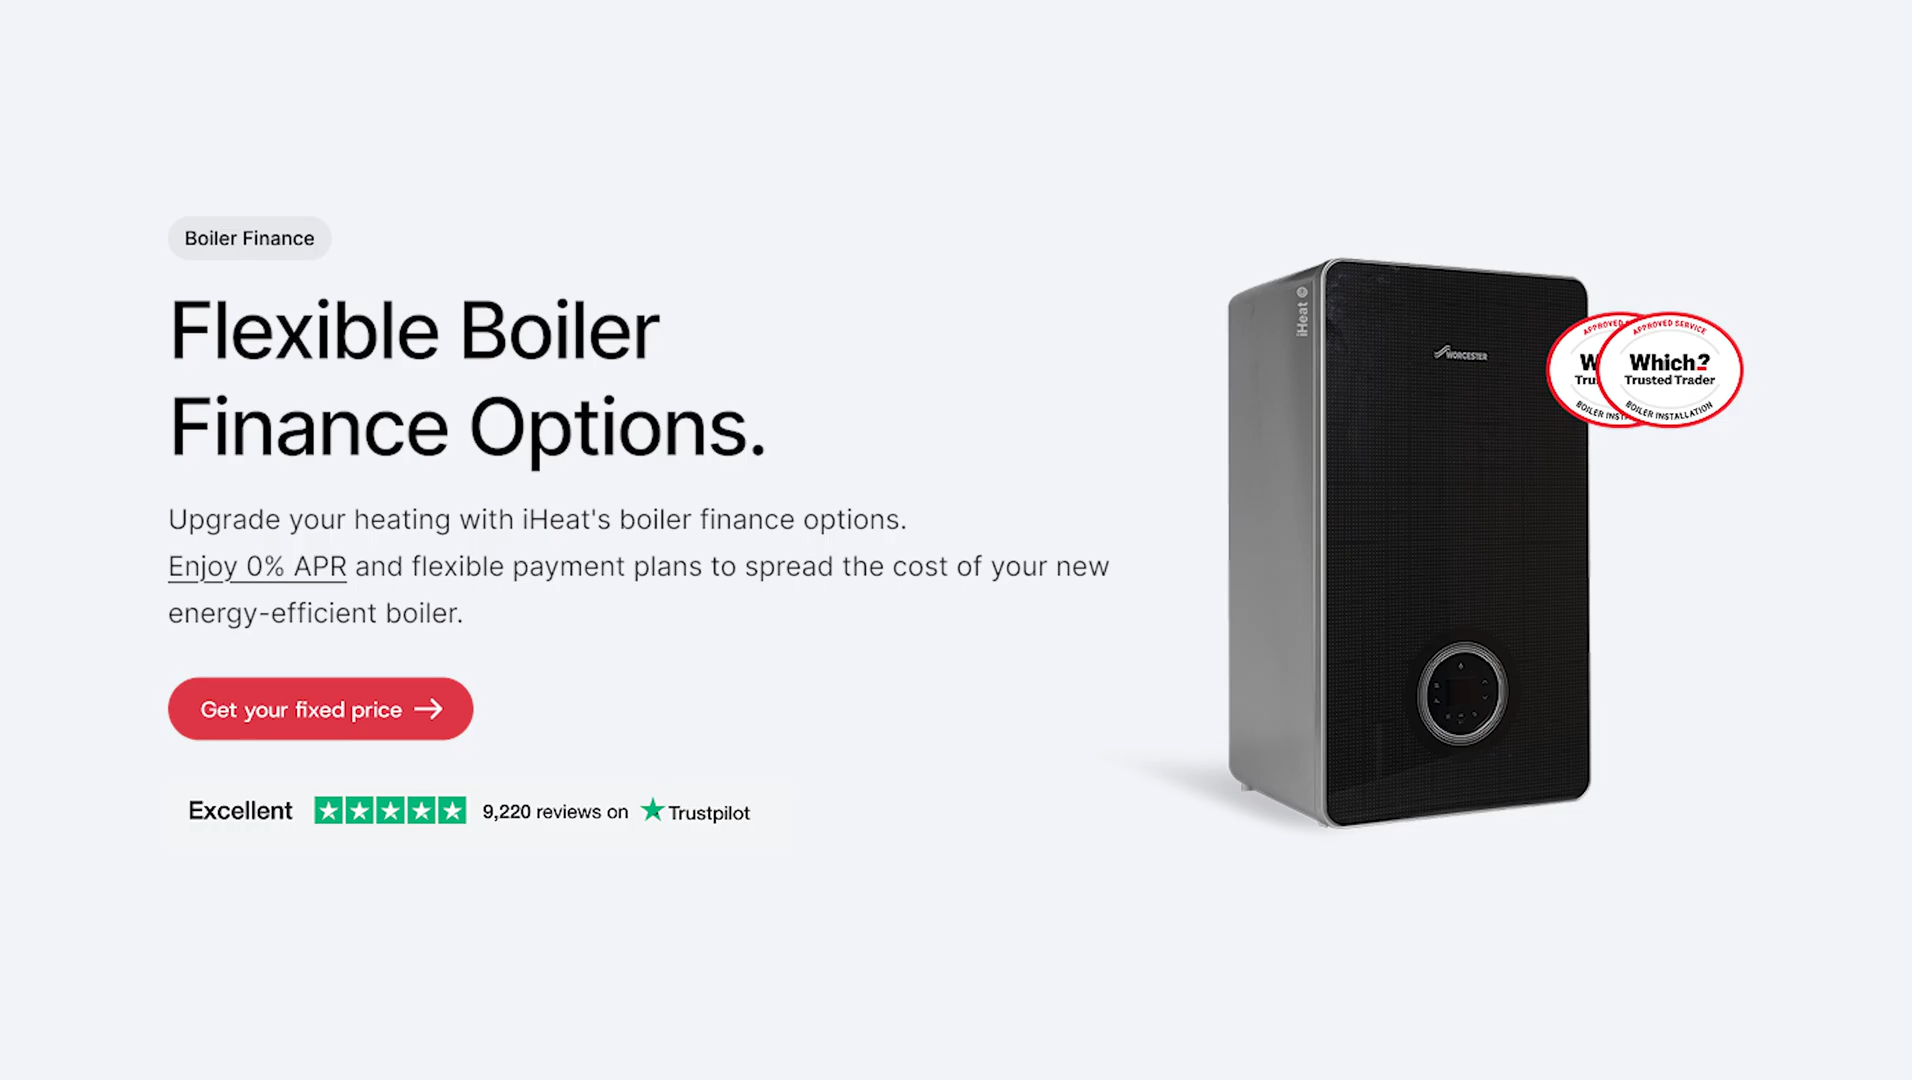 Boiler Finance
Flexible Boiler
Finance Options.
Upgrade your heating with iHeat's boiler finance options.
Enjoy 0% APR and flexible payment plans to spread the cost of your new
energy-efficient boiler.
Get your fixed price
Excellent
9,220 reviews on
Trustpilot
iHeat
WORCESTER
APPROVED SERVICE
Which?
Trusted Trader
BOILER INSTALLATION